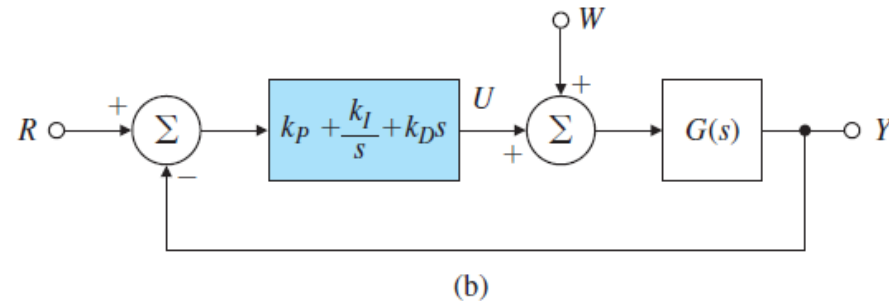 W
+
R + Σ k_P + k_I/s + k_D s U + Σ G(s) Y
−
(b)